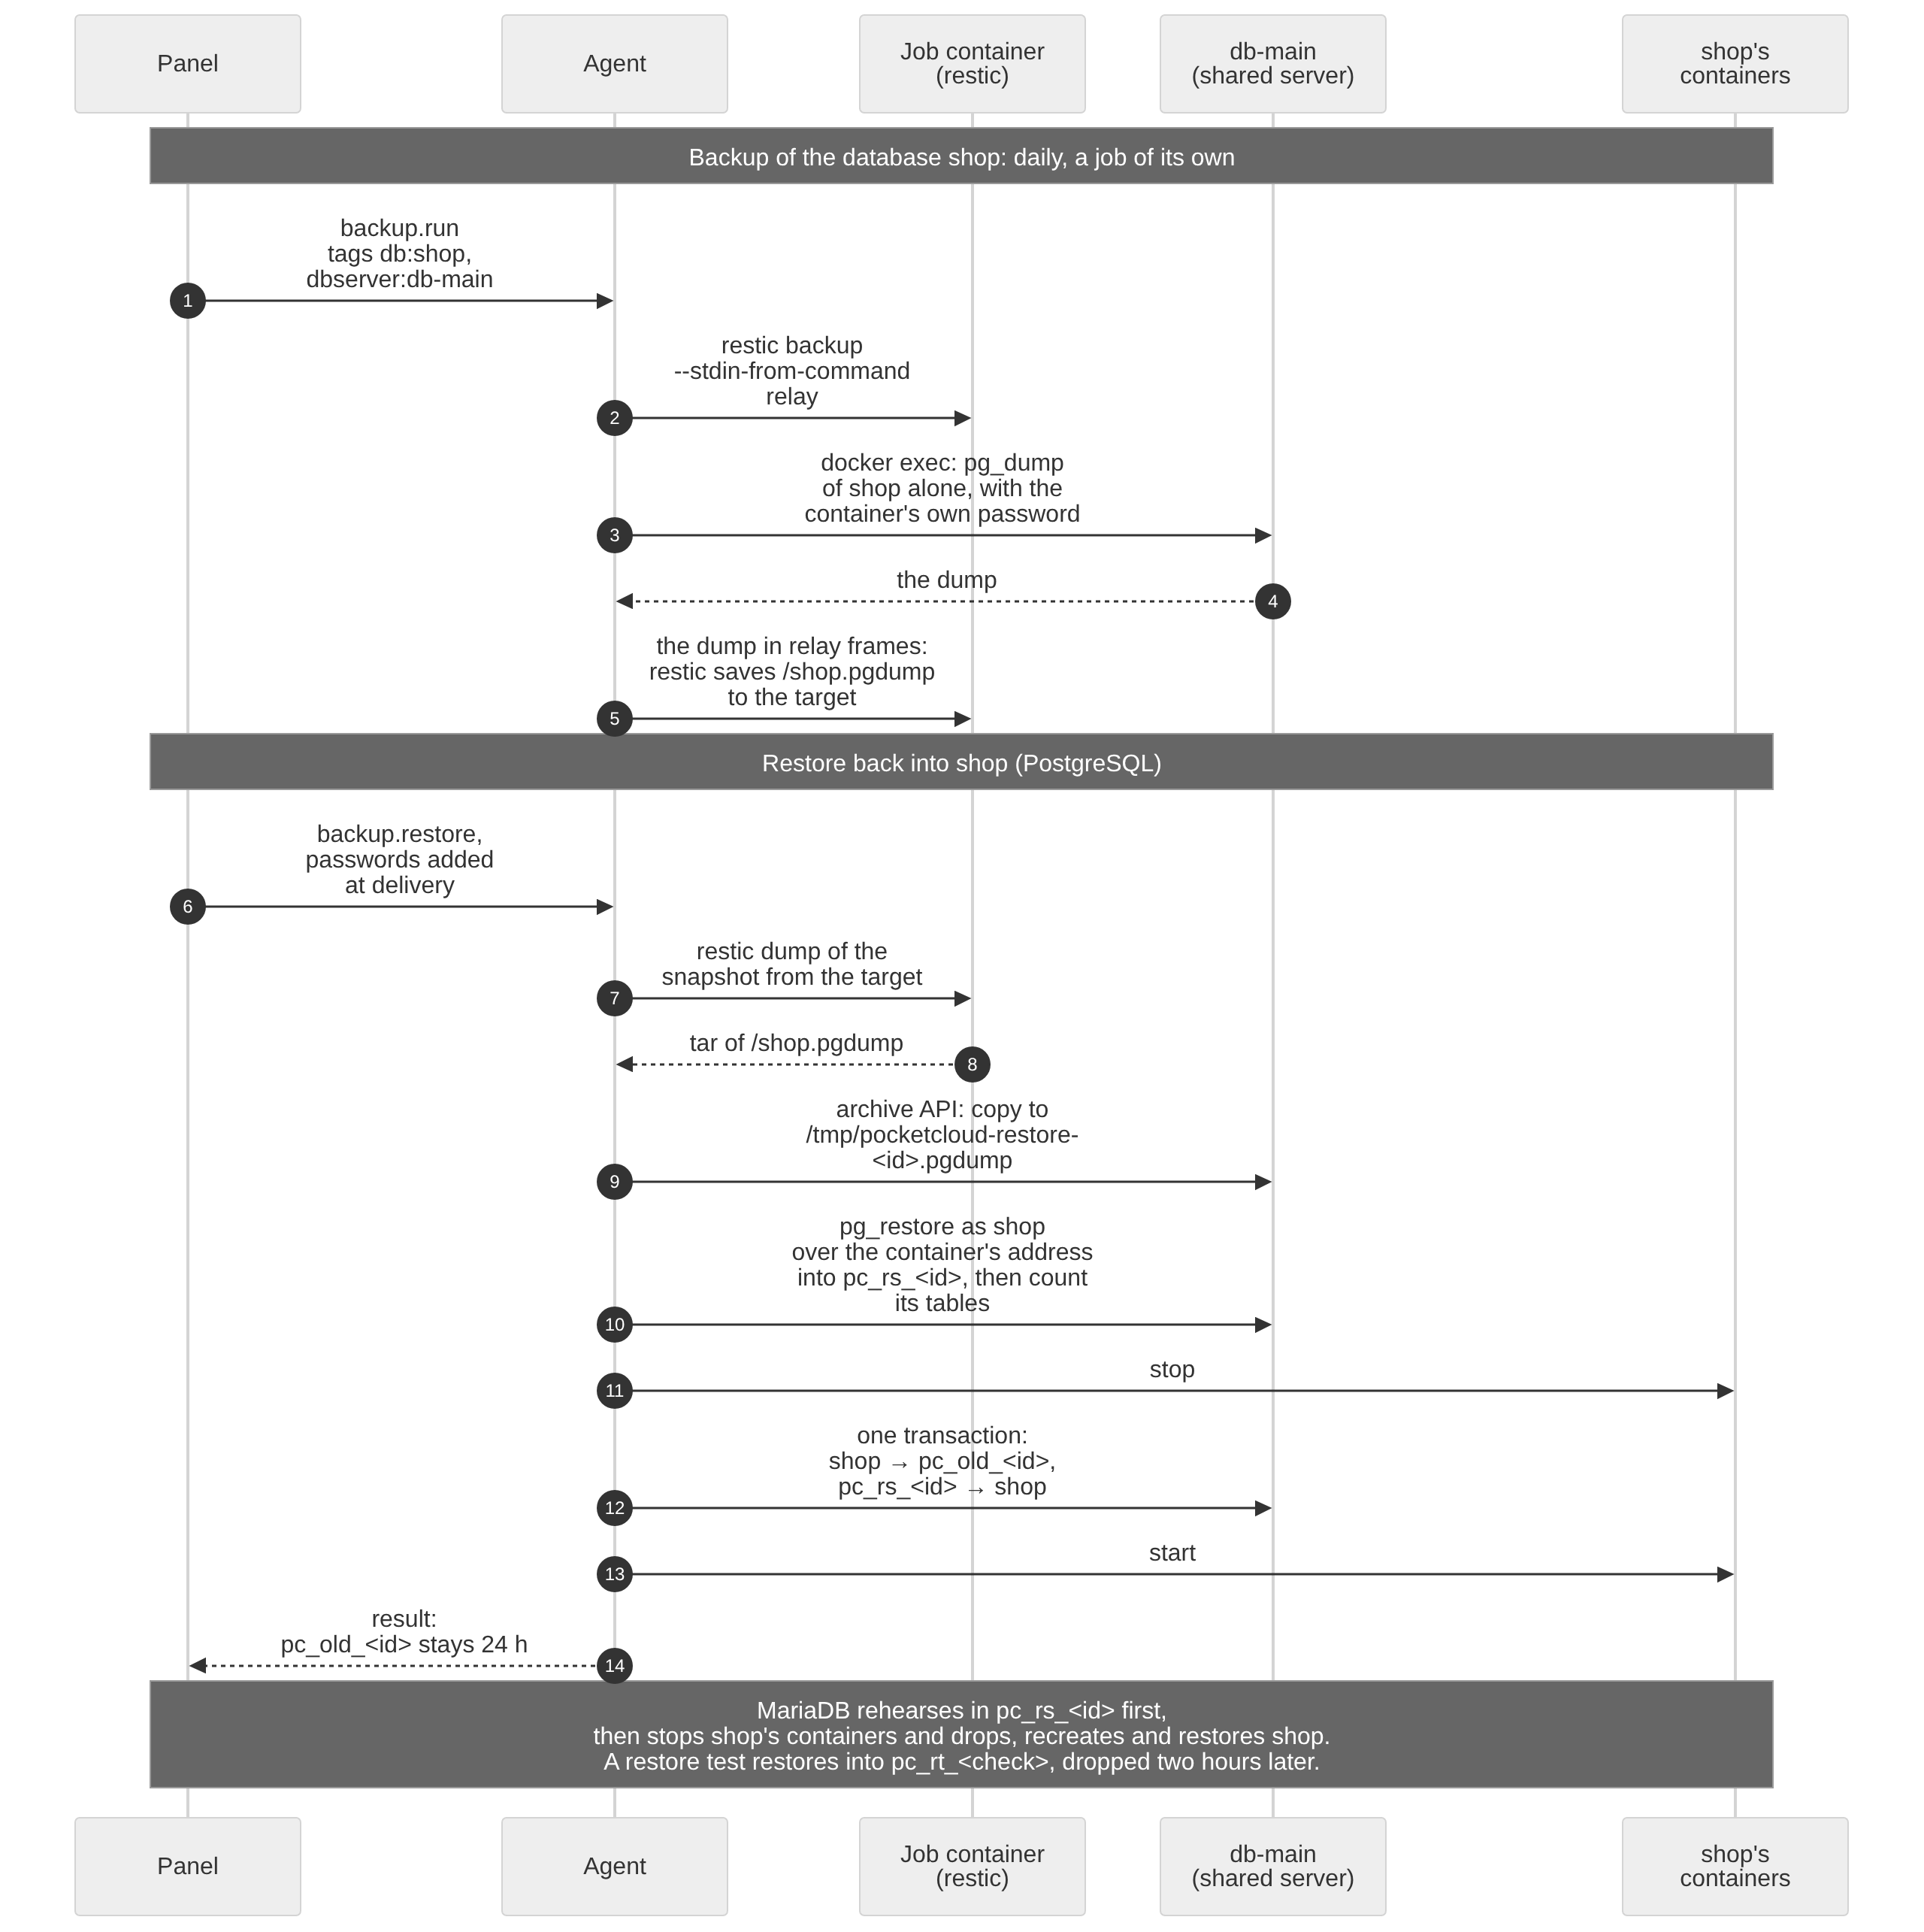 Panel
Agent
Job container
(restic)
db-main
(shared server)
shop's
containers
Backup of the database shop: daily, a job of its own
backup.run
tags db:shop,
dbserver:db-main
1
restic backup
--stdin-from-command
relay
2
docker exec: pg_dump
of shop alone, with the
container's own password
3
the dump
4
the dump in relay frames:
restic saves /shop.pgdump
to the target
5
Restore back into shop (PostgreSQL)
backup.restore,
passwords added
at delivery
6
restic dump of the
snapshot from the target
7
tar of /shop.pgdump
8
archive API: copy to
/tmp/pocketcloud-restore-
<id>.pgdump
9
pg_restore as shop
over the container's address
into pc_rs_<id>, then count
its tables
10
stop
11
one transaction:
shop → pc_old_<id>,
pc_rs_<id> → shop
12
start
13
result:
pc_old_<id> stays 24 h
14
MariaDB rehearses in pc_rs_<id> first,
then stops shop's containers and drops, recreates and restores shop.
A restore test restores into pc_rt_<check>, dropped two hours later.
Panel
Agent
Job container
(restic)
db-main
(shared server)
shop's
containers